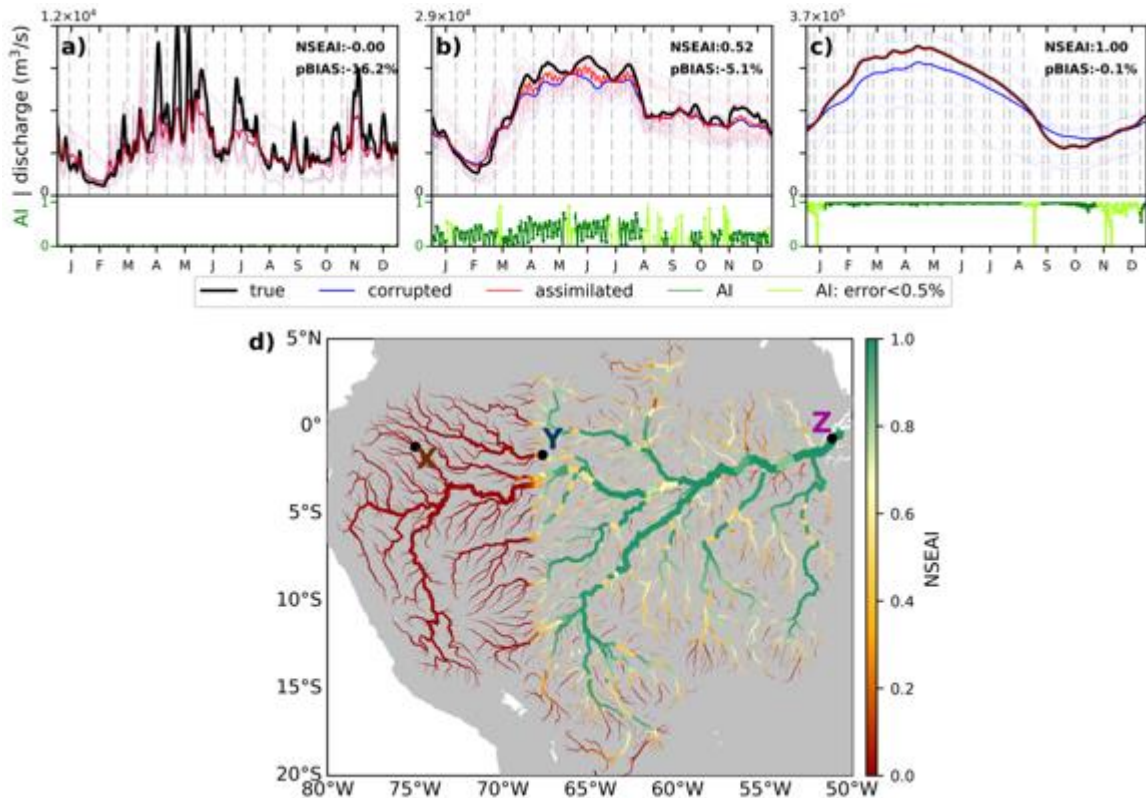 1.2×10⁴
2.9×10⁴
3.7×10⁵
a)
NSEAI:-0.00
pBIAS:-16.2%
b)
NSEAI:0.52
pBIAS:-5.1%
c)
NSEAI:1.00
pBIAS:-0.1%
AI | discharge (m³/s)
0
0
0
1
1
1
0
0
0
J F M A M J J A S O N D
J F M A M J J A S O N D
J F M A M J J A S O N D
true corrupted assimilated AI AI: error<0.5%
d)
5°N
0°
5°S
10°S
15°S
20°S
80°W 75°W 70°W 65°W 60°W 55°W 50°W
X
Y
Z
1.0
0.8
0.6
0.4
0.2
0.0
NSEAI